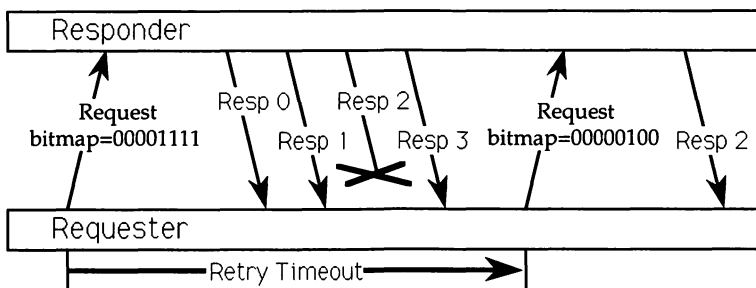 Responder
Request
bitmap=00001111
Resp 0
Resp 1
Resp 2
Resp 3
Request
bitmap=00000100
Resp 2
Requester
Retry Timeout